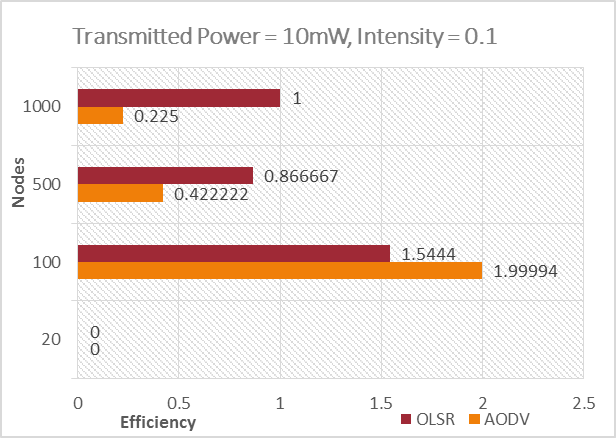 Transmitted Power = 10mW, Intensity = 0.1
Nodes
1000
1
0.225
500
0.866667
0.422222
100
1.5444
1.99994
20
0
0
0 0.5 1 1.5 2 2.5
Efficiency
OLSR AODV